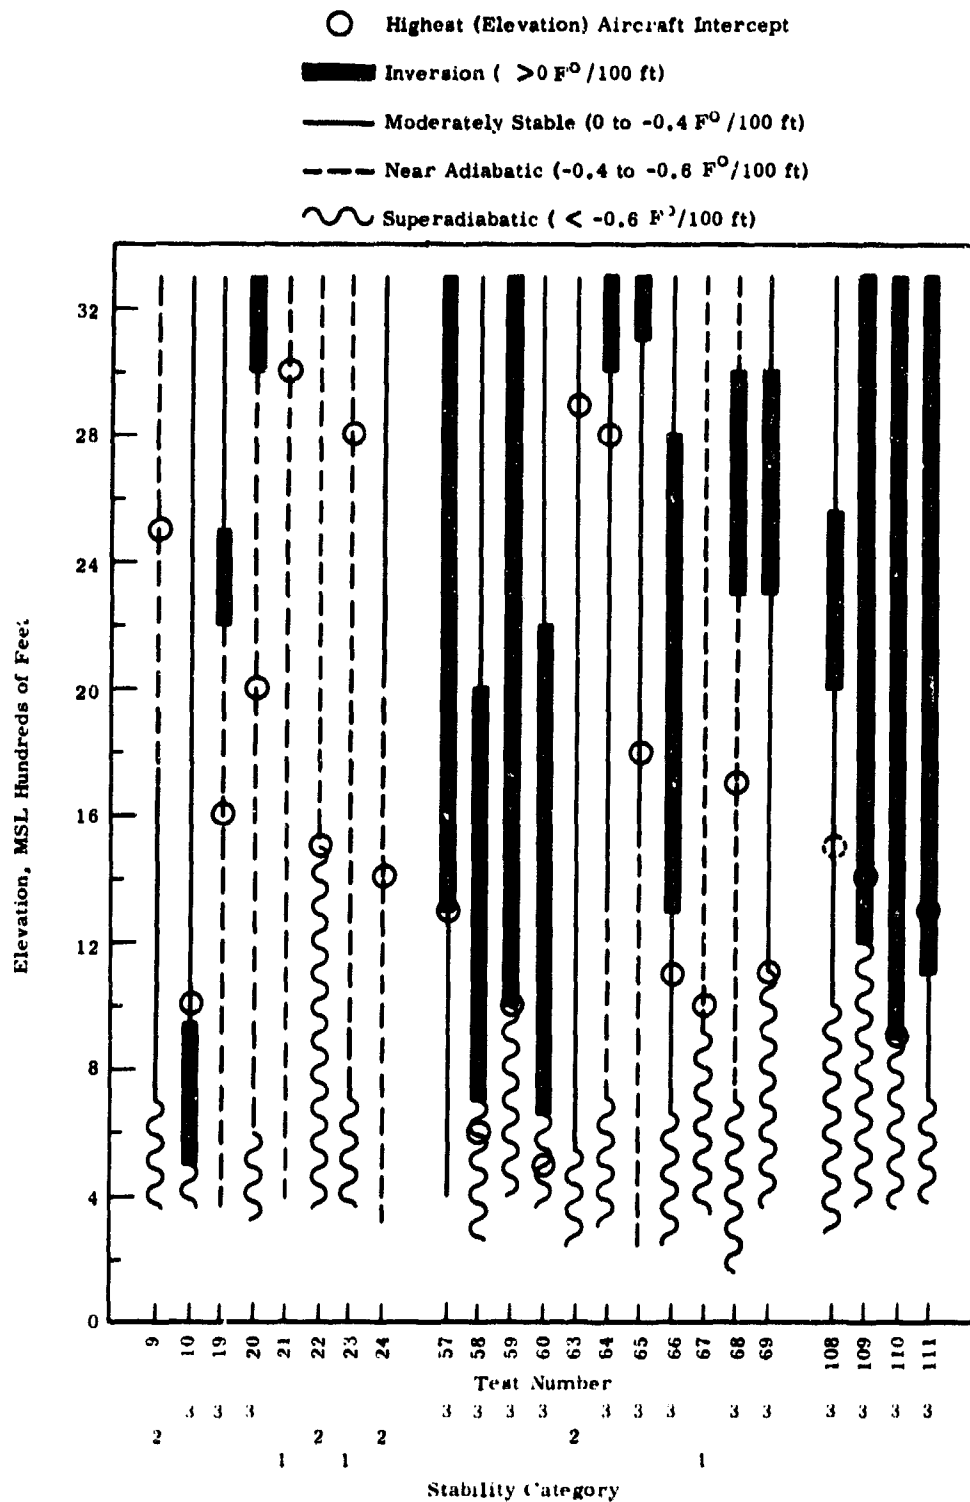 Highest (Elevation) Aircraft Intercept
Inversion ( >0 F°/100 ft)
Moderately Stable (0 to -0.4 F°/100 ft)
Near Adiabatic (-0.4 to -0.6 F°/100 ft)
Superadiabatic ( < -0.6 F°/100 ft)
Elevation, MSL Hundreds of Feet
32
28
24
20
16
12
8
4
0
9 10 19 20 21 22 23 24 57 58 59 60 63 64 65 66 67 68 69 108 109 110 111
Test Number
3 3 3 3 3 3 3 3 3 3 3 3 3 3 3 3
2 2 2 2
1 1 1
Stability Category